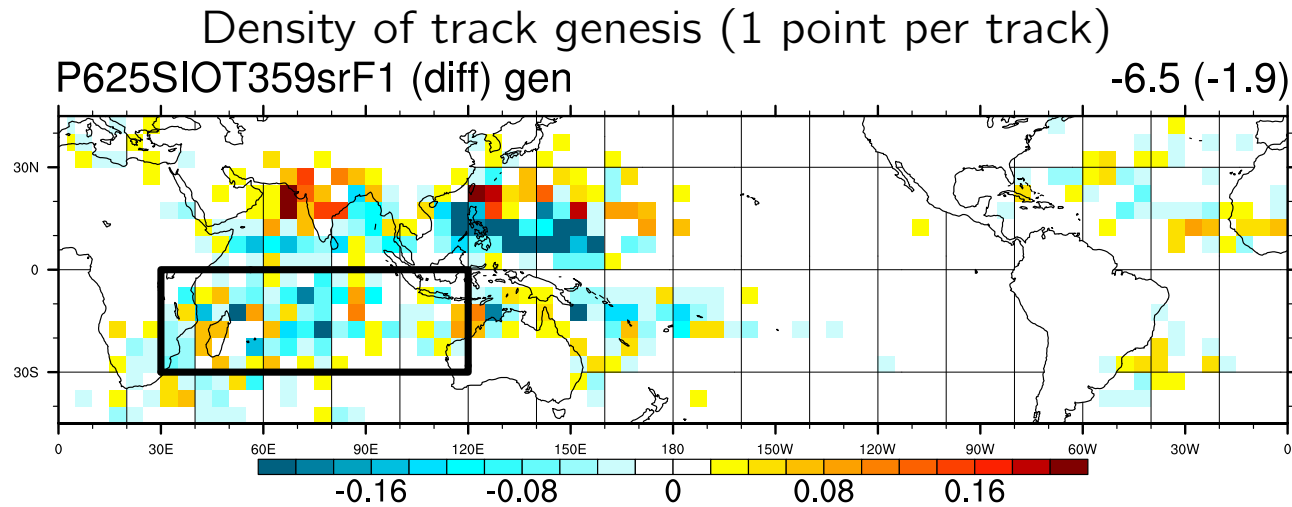 Density of track genesis (1 point per track)
P625SIOT359srF1 (diff) gen -6.5 (-1.9)
30N
0
30S
0 30E 60E 90E 120E 150E 180 150W 120W 90W 60W 30W 0
-0.16 -0.08 0 0.08 0.16